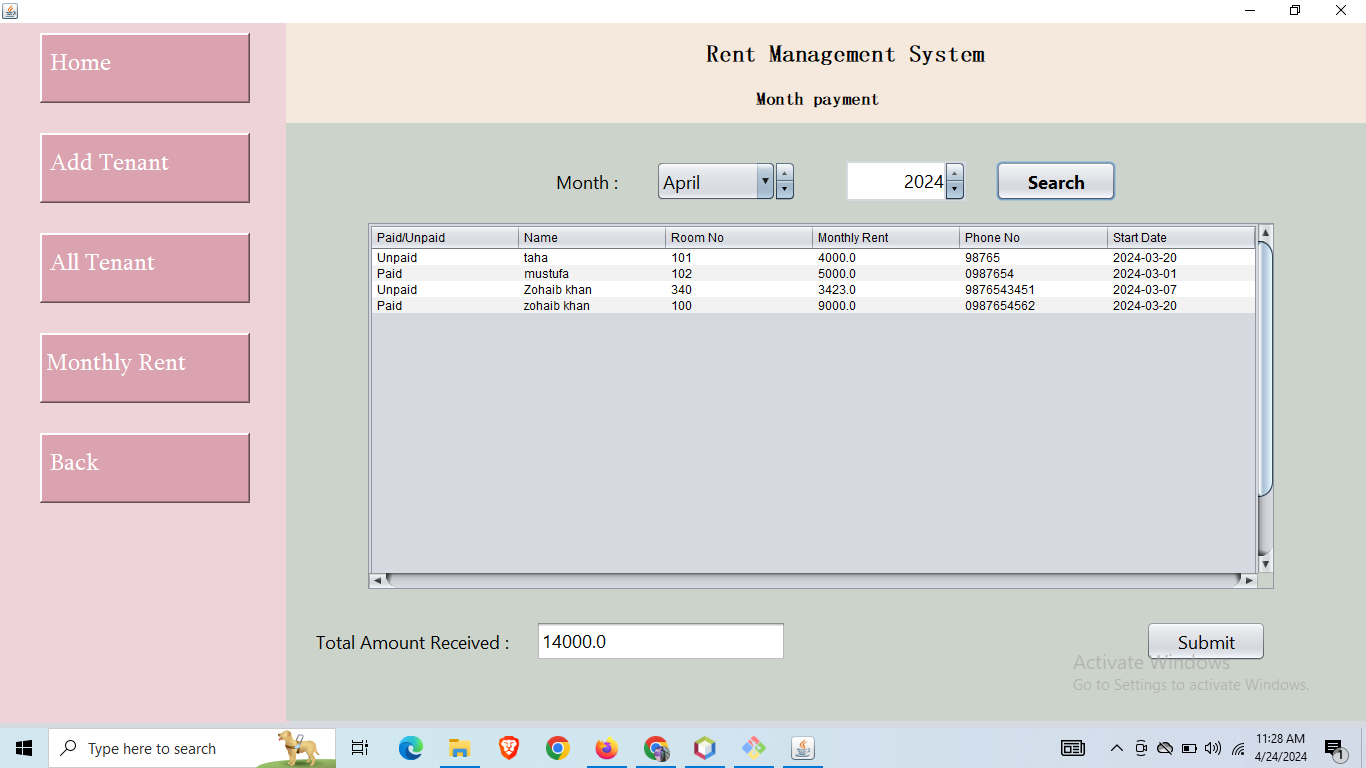 Home
Add Tenant
All Tenant
Monthly Rent
Back
Rent Management System
Month payment
Month : April 2024 Search
Paid/Unpaid Name Room No Monthly Rent Phone No Start Date
Unpaid taha 101 4000.0 98765 2024-03-20
Paid mustufa 102 5000.0 0987654 2024-03-01
Unpaid Zohaib khan 340 3423.0 9876543451 2024-03-07
Paid zohaib khan 100 9000.0 0987654562 2024-03-20
Total Amount Received : 14000.0 Submit
Activate Windows
Go to Settings to activate Windows.
Type here to search
11:28 AM
4/24/2024
1